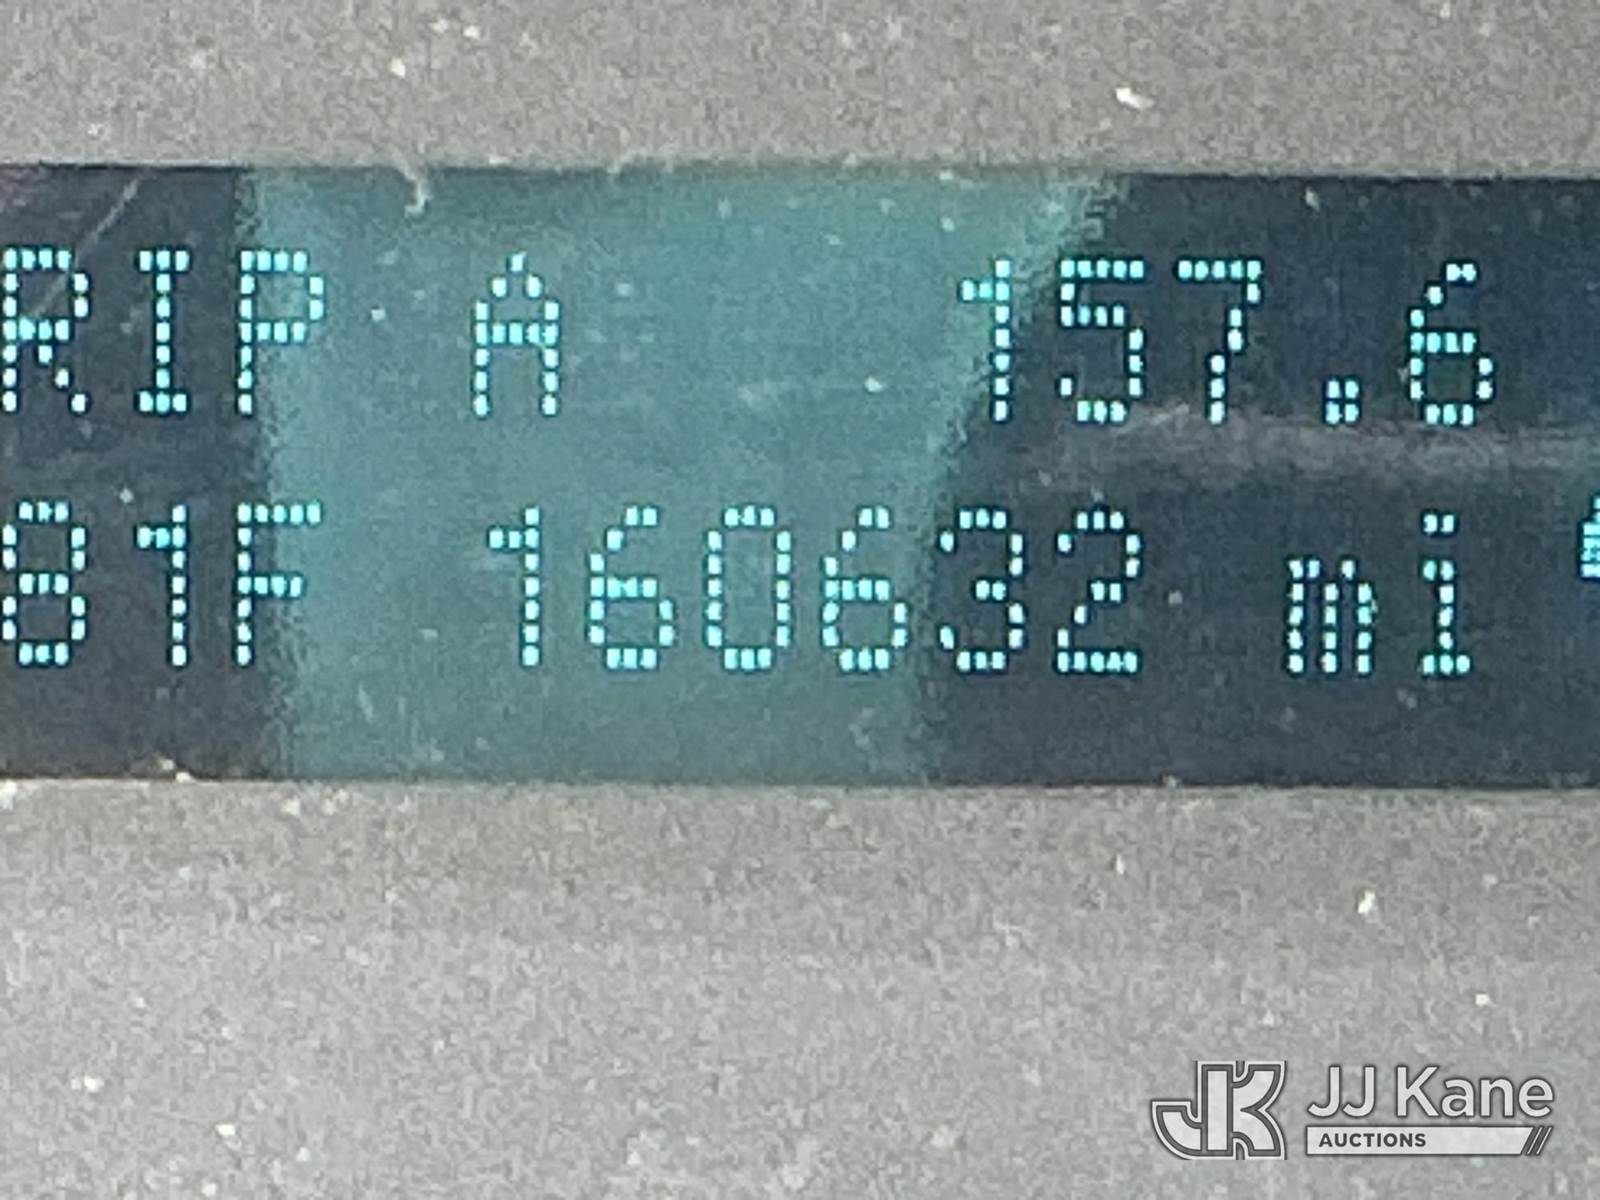 RIP A 157.6
81F 160632 mi
JJ Kane
AUCTIONS